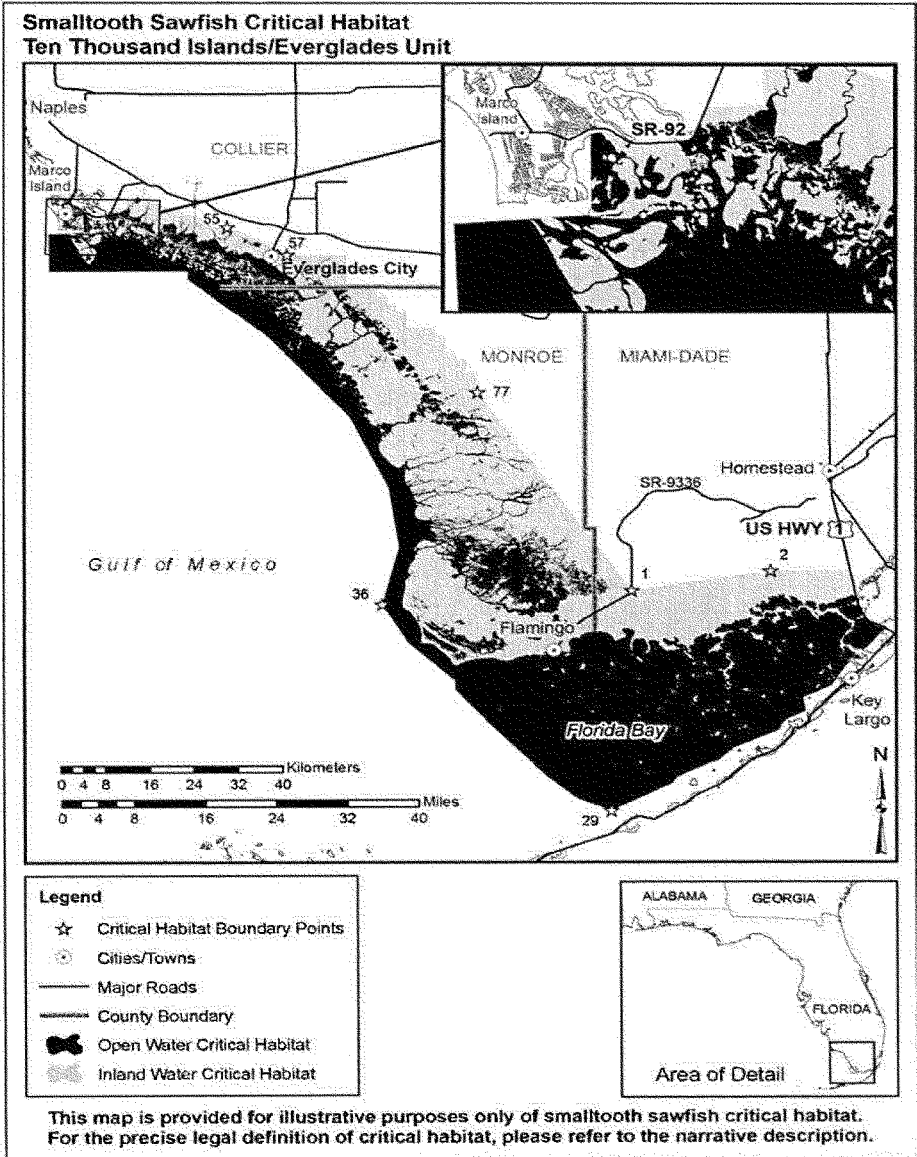 Smalltooth Sawfish Critical Habitat
Ten Thousand Islands/Everglades Unit
Naples
COLLIER
Marco
Island
55
57
Everglades City
Marco
Island
SR-92
MONROE
MIAMI-DADE
77
Homestead
SR-9336
US HWY 1
Gulf of Mexico
2
1
36
Flamingo
Key
Largo
Florida Bay
N
Kilometers
0 4 8 16 24 32 40
Miles
0 4 8 16 24 32 40
29
Legend
Critical Habitat Boundary Points
Cities/Towns
Major Roads
County Boundary
Open Water Critical Habitat
Inland Water Critical Habitat
ALABAMA
GEORGIA
FLORIDA
Area of Detail
This map is provided for illustrative purposes only of smalltooth sawfish critical habitat.
For the precise legal definition of critical habitat, please refer to the narrative description.